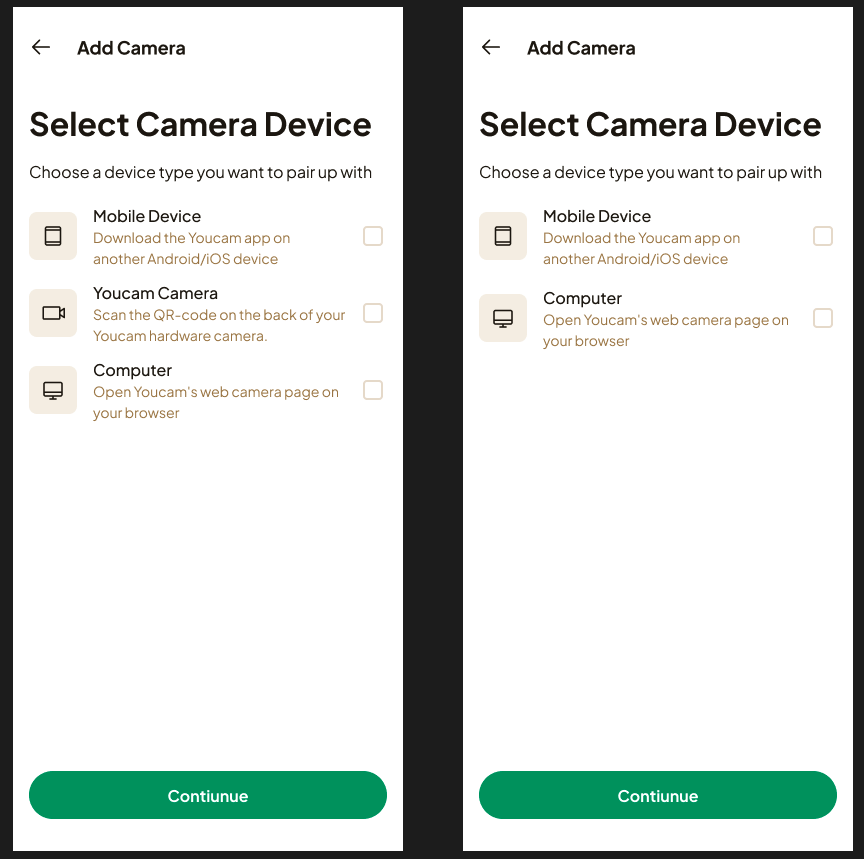 Add Camera
Select Camera Device
Choose a device type you want to pair up with
Mobile Device
Download the Youcam app on
another Android/iOS device
Youcam Camera
Scan the QR-code on the back of your
Youcam hardware camera.
Computer
Open Youcam's web camera page on
your browser
Contiunue
Add Camera
Select Camera Device
Choose a device type you want to pair up with
Mobile Device
Download the Youcam app on
another Android/iOS device
Computer
Open Youcam's web camera page on
your browser
Contiunue